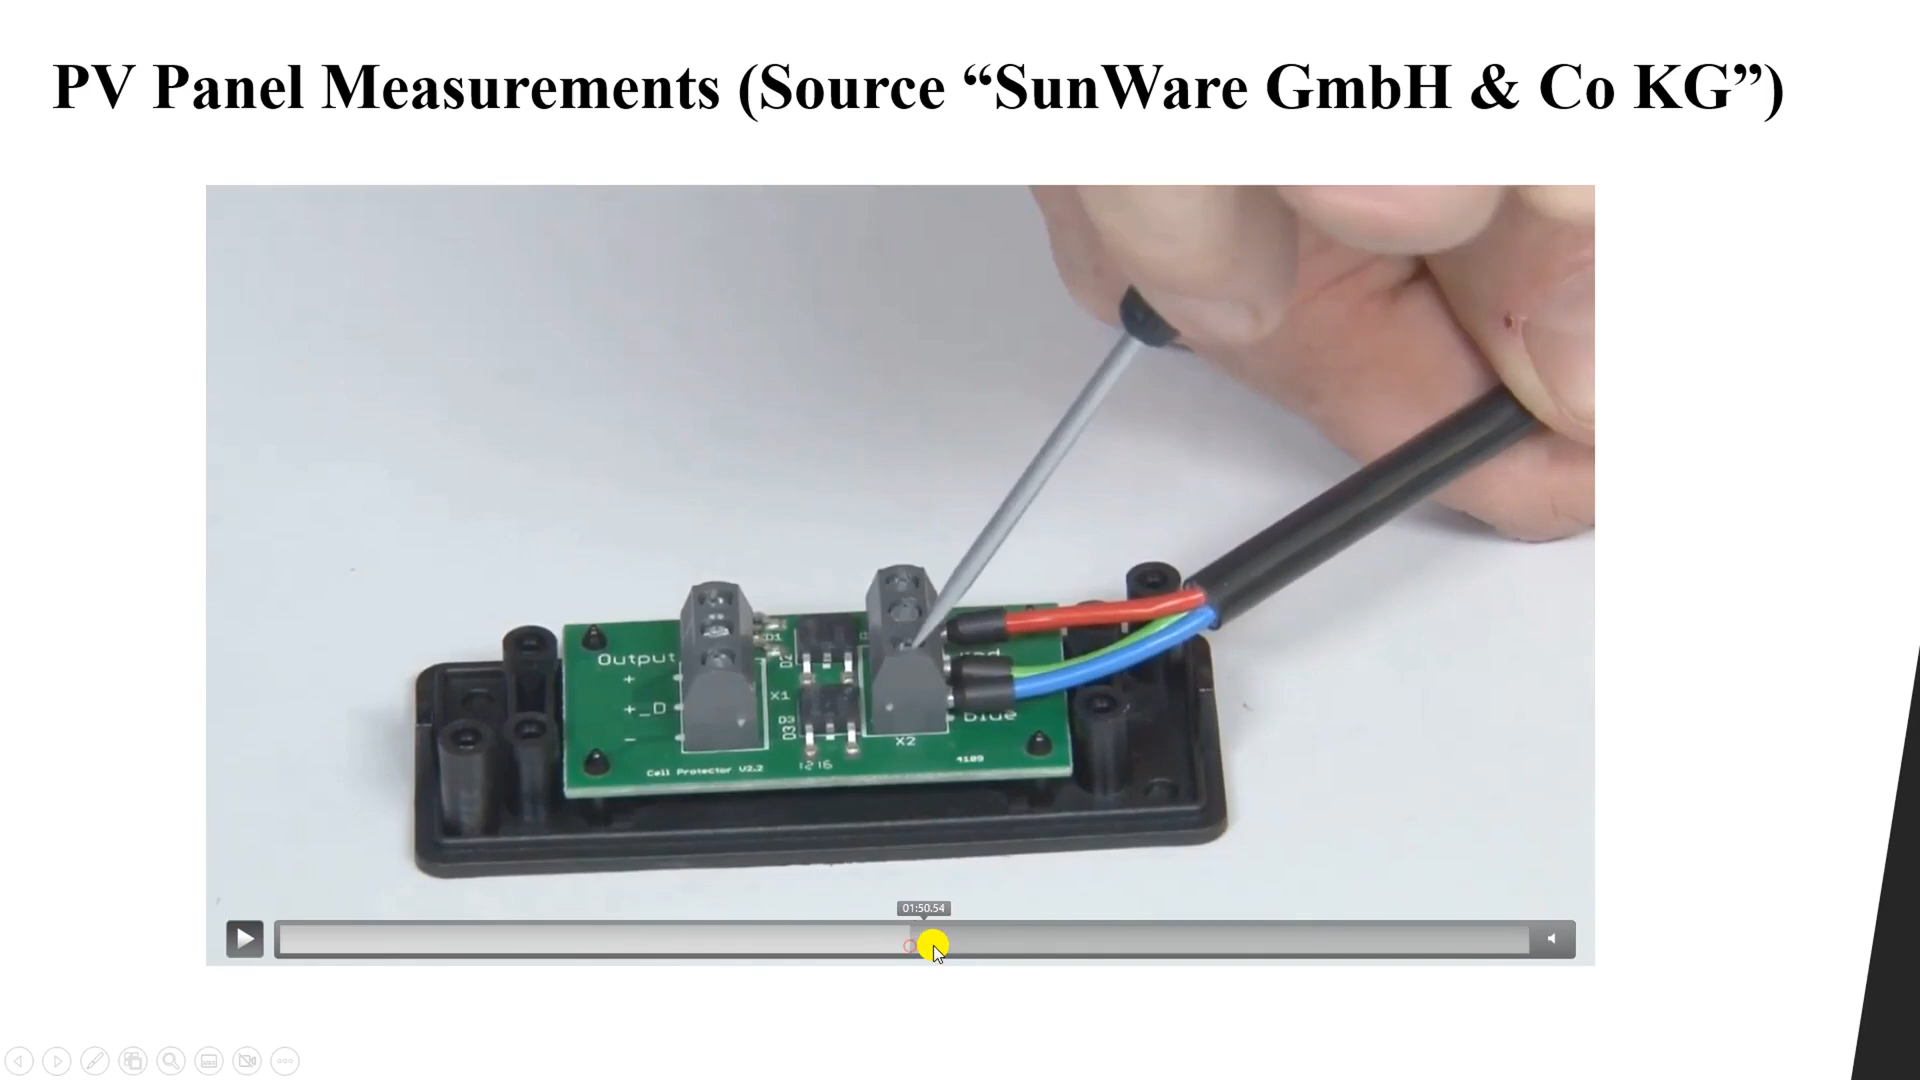 PV Panel Measurements (Source “SunWare GmbH & Co KG”)
Output
+
+_D
-
D1
D2
X1
D3
D3
X2
red
blue
Cell Protector V2.2
1216
4189
01:50.54